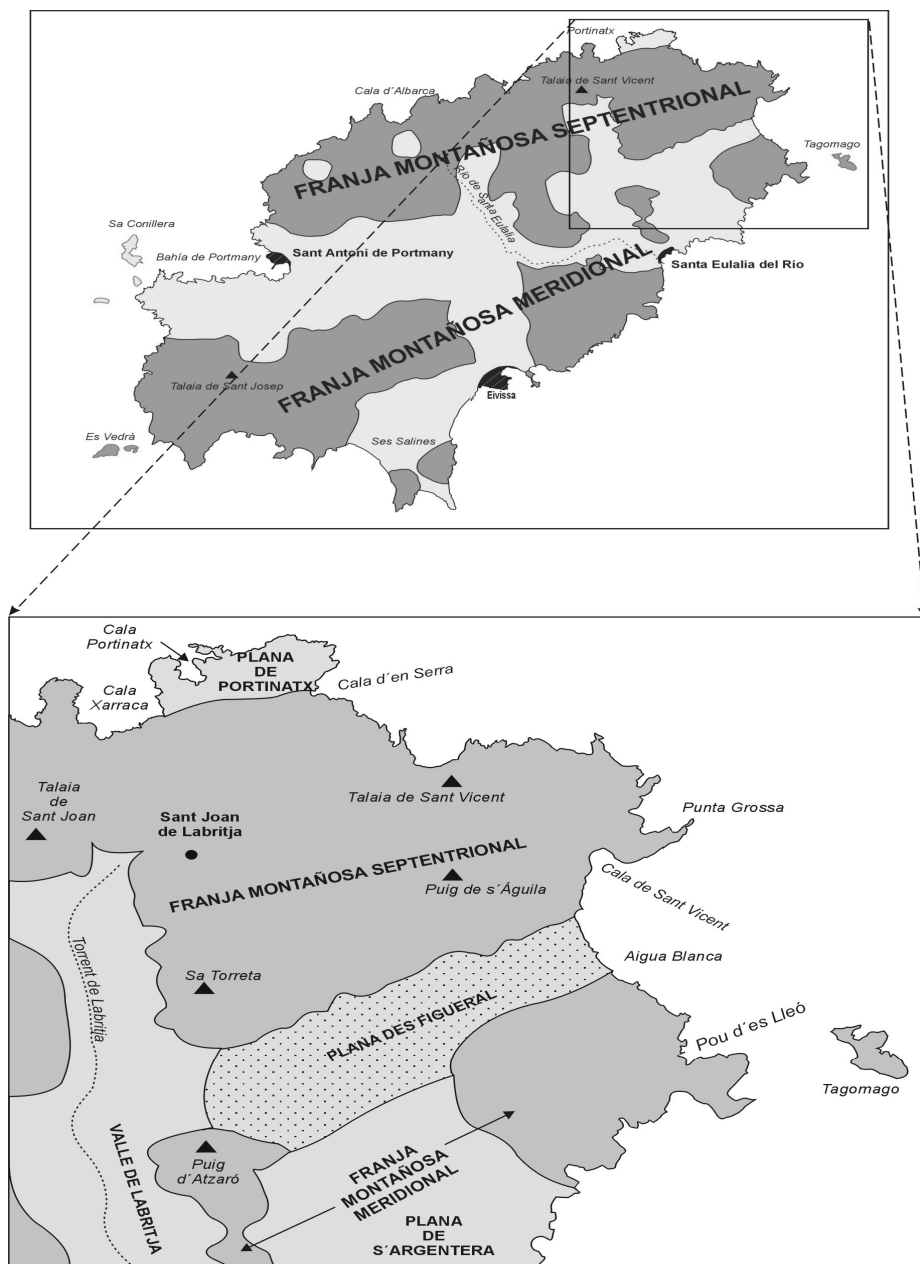 Portinatx
Talaia de Sant Vicent
Cala d´Albarca
FRANJA MONTAÑOSA SEPTENTRIONAL
Tagomago
Río de
Santa Eulalia
Sa Conillera
Bahía de Portmany
Sant Antoni de Portmany
Santa Eulalia del Río
FRANJA MONTAÑOSA MERIDIONAL
Talaia de Sant Josep
Eivissa
Es Vedrà
Ses Salines
Cala
Portinatx
PLANA
DE
PORTINATX
Cala d´en Serra
Cala
Xarraca
Talaia
de
Sant Joan
Talaia de Sant Vicent
Punta Grossa
Sant Joan
de Labritja
FRANJA MONTAÑOSA SEPTENTRIONAL
Puig de s´Águila
Cala de Sant Vicent
Aigua Blanca
Torrent de Labritja
Sa Torreta
PLANA DES FIGUERAL
Pou d´es Lleó
Tagomago
VALLE DE LABRITJA
Puig
d´Atzaró
FRANJA
MONTAÑOSA
MERIDIONAL
PLANA
DE
S´ARGENTERA